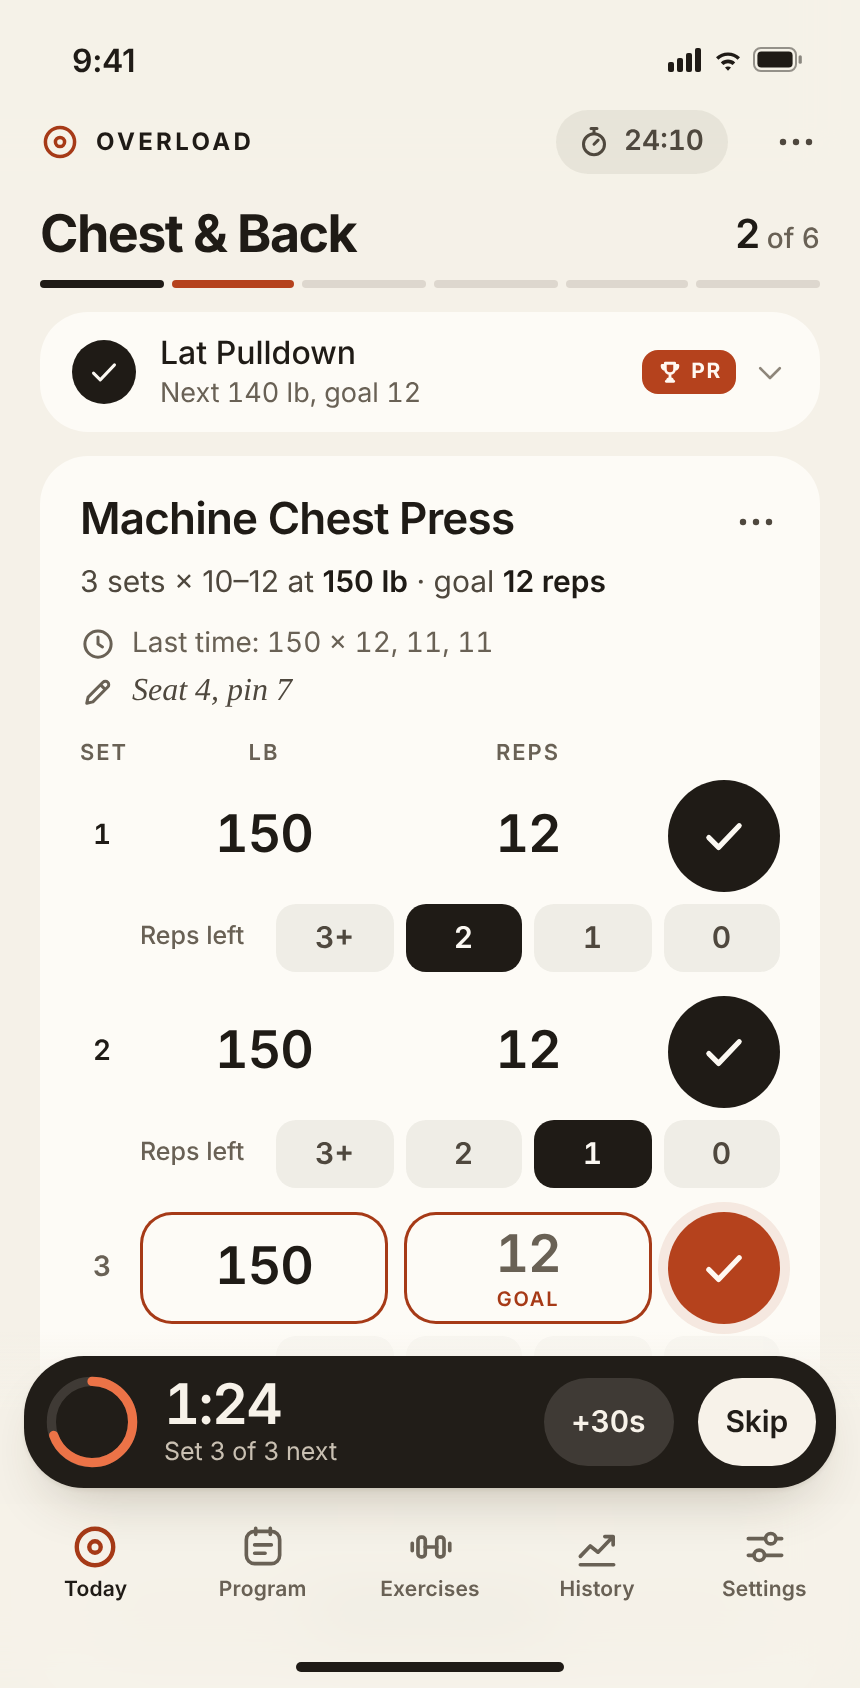 9:41
OVERLOAD
24:10
Chest & Back
2 of 6
Lat Pulldown
Next 140 lb, goal 12
PR
Machine Chest Press
3 sets × 10–12 at 150 lb · goal 12 reps
Last time: 150 × 12, 11, 11
Seat 4, pin 7
SET LB REPS
1 150 12
Reps left 3+ 2 1 0
2 150 12
Reps left 3+ 2 1 0
3 150 12
GOAL
1:24
Set 3 of 3 next
+30s
Skip
Today Program Exercises History Settings